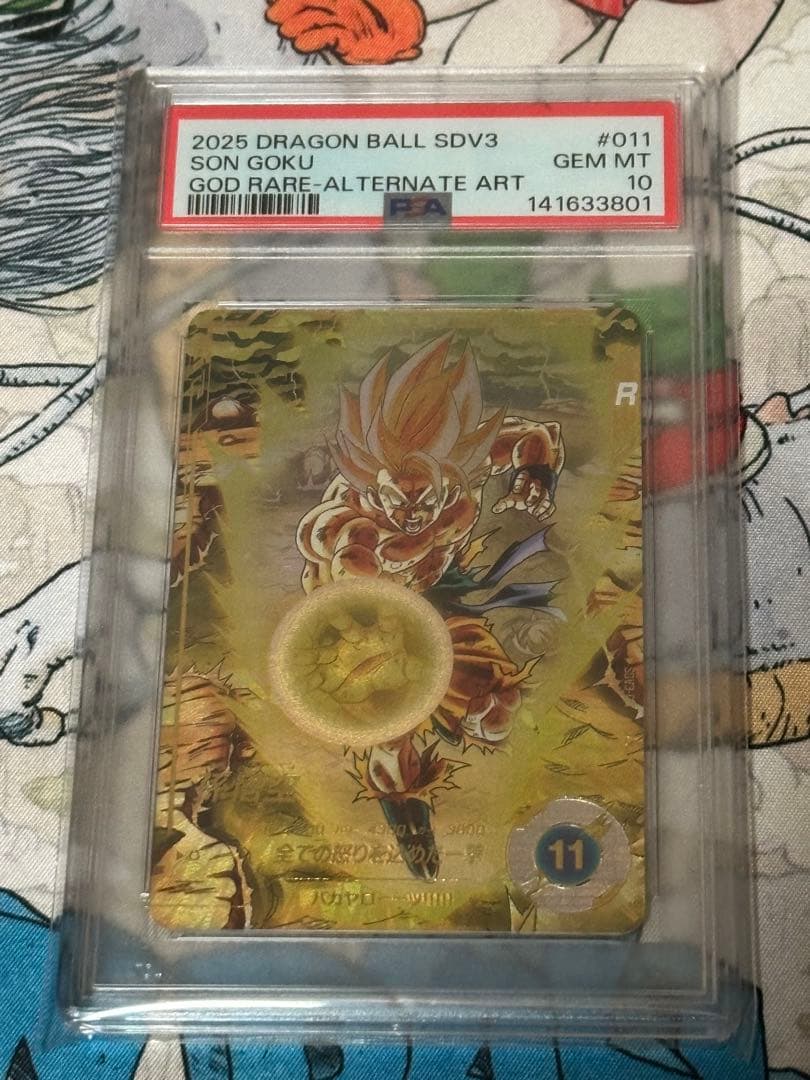 2025 DRAGON BALL SDV3 #011
SON GOKU GEM MT
GOD RARE-ALTERNATE ART 10
PSA 141633801
R
全ての怒りを込めた一撃
11